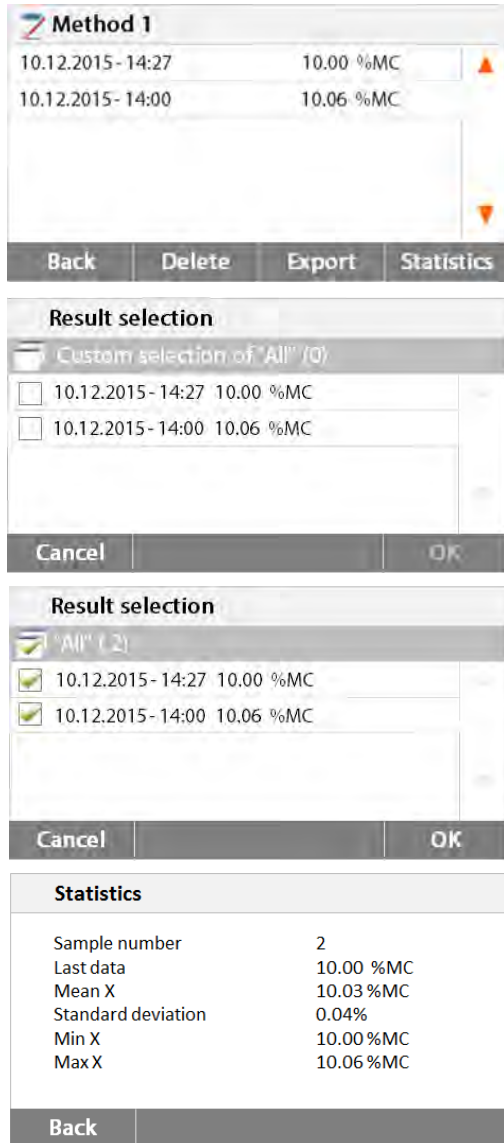 Method 1
10.12.2015 - 14:27 10.00 %MC
10.12.2015 - 14:00 10.06 %MC
Back Delete Export Statistics
Result selection
Custom selection of "All" (0)
10.12.2015 - 14:27 10.00 %MC
10.12.2015 - 14:00 10.06 %MC
Cancel OK
Result selection
"All" ( 2)
10.12.2015 - 14:27 10.00 %MC
10.12.2015 - 14:00 10.06 %MC
Cancel OK
Statistics
Sample number 2
Last data 10.00 %MC
Mean X 10.03 %MC
Standard deviation 0.04%
Min X 10.00 %MC
Max X 10.06 %MC
Back